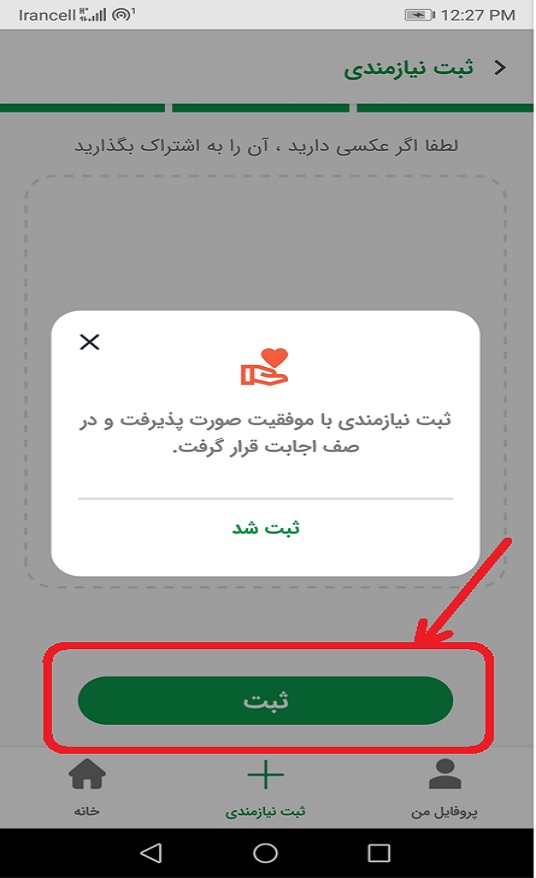 Irancell 12:27 PM
ثبت نیازمندی
لطفا اگر عکسی دارید ، آن را به اشتراک بگذارید
ثبت نیازمندی با موفقیت صورت پذیرفت و در
صف اجابت قرار گرفت.
ثبت شد
ثبت
پروفایل من ثبت نیازمندی خانه